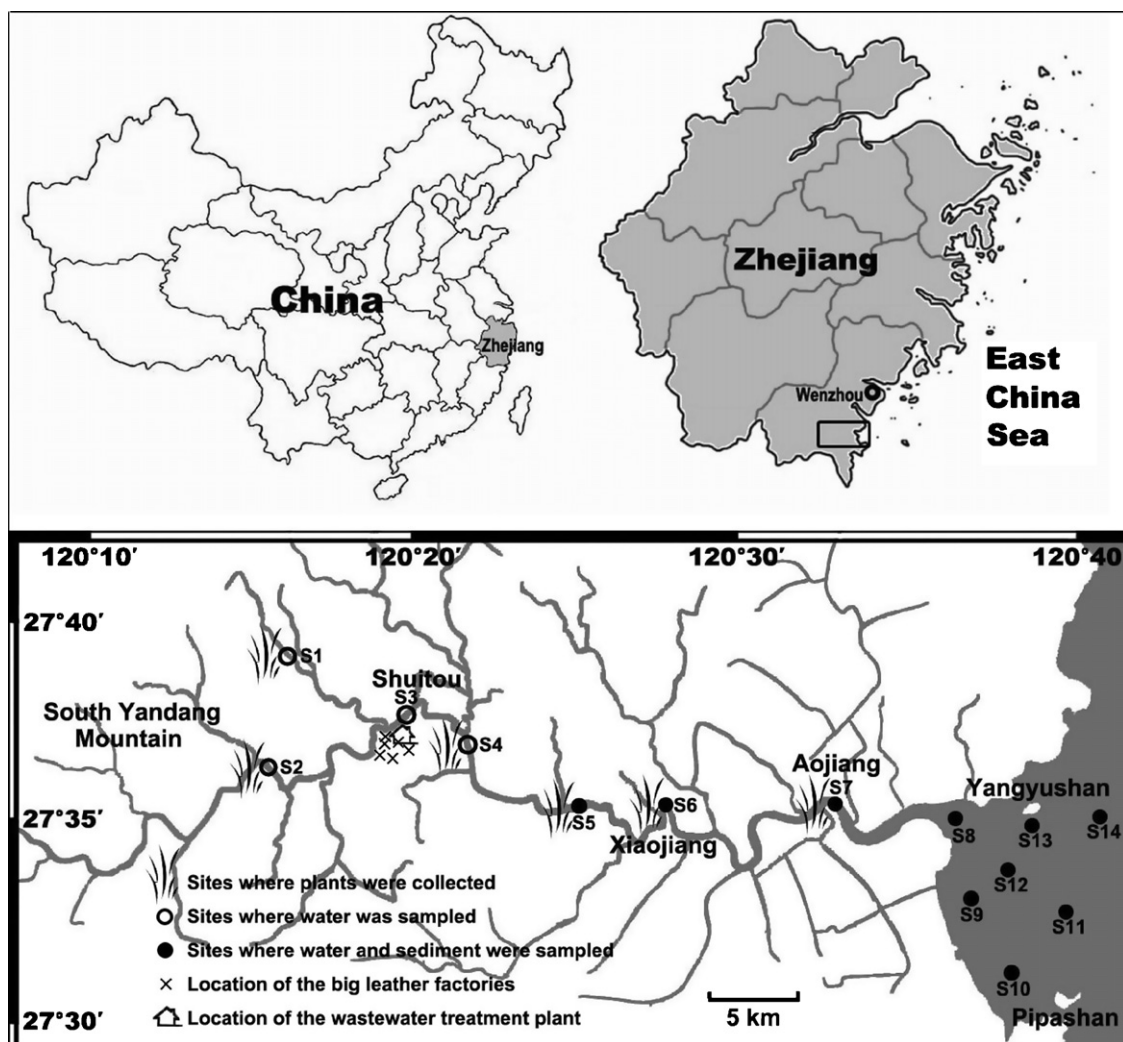 China
Zhejiang
Zhejiang
Wenzhou
East
China
Sea
120°10′ 120°20′ 120°30′ 120°40′
27°40′
27°35′
27°30′
S1
Shuitou
S3
South Yandang
Mountain
S2
S4
S5
S6
Xiaojiang
Aojiang
S7
Yangyushan
S8
S13
S14
S12
S9
S11
S10
Pipashan
Sites where plants were collected
Sites where water was sampled
Sites where water and sediment were sampled
Location of the big leather factories
Location of the wastewater treatment plant
5 km